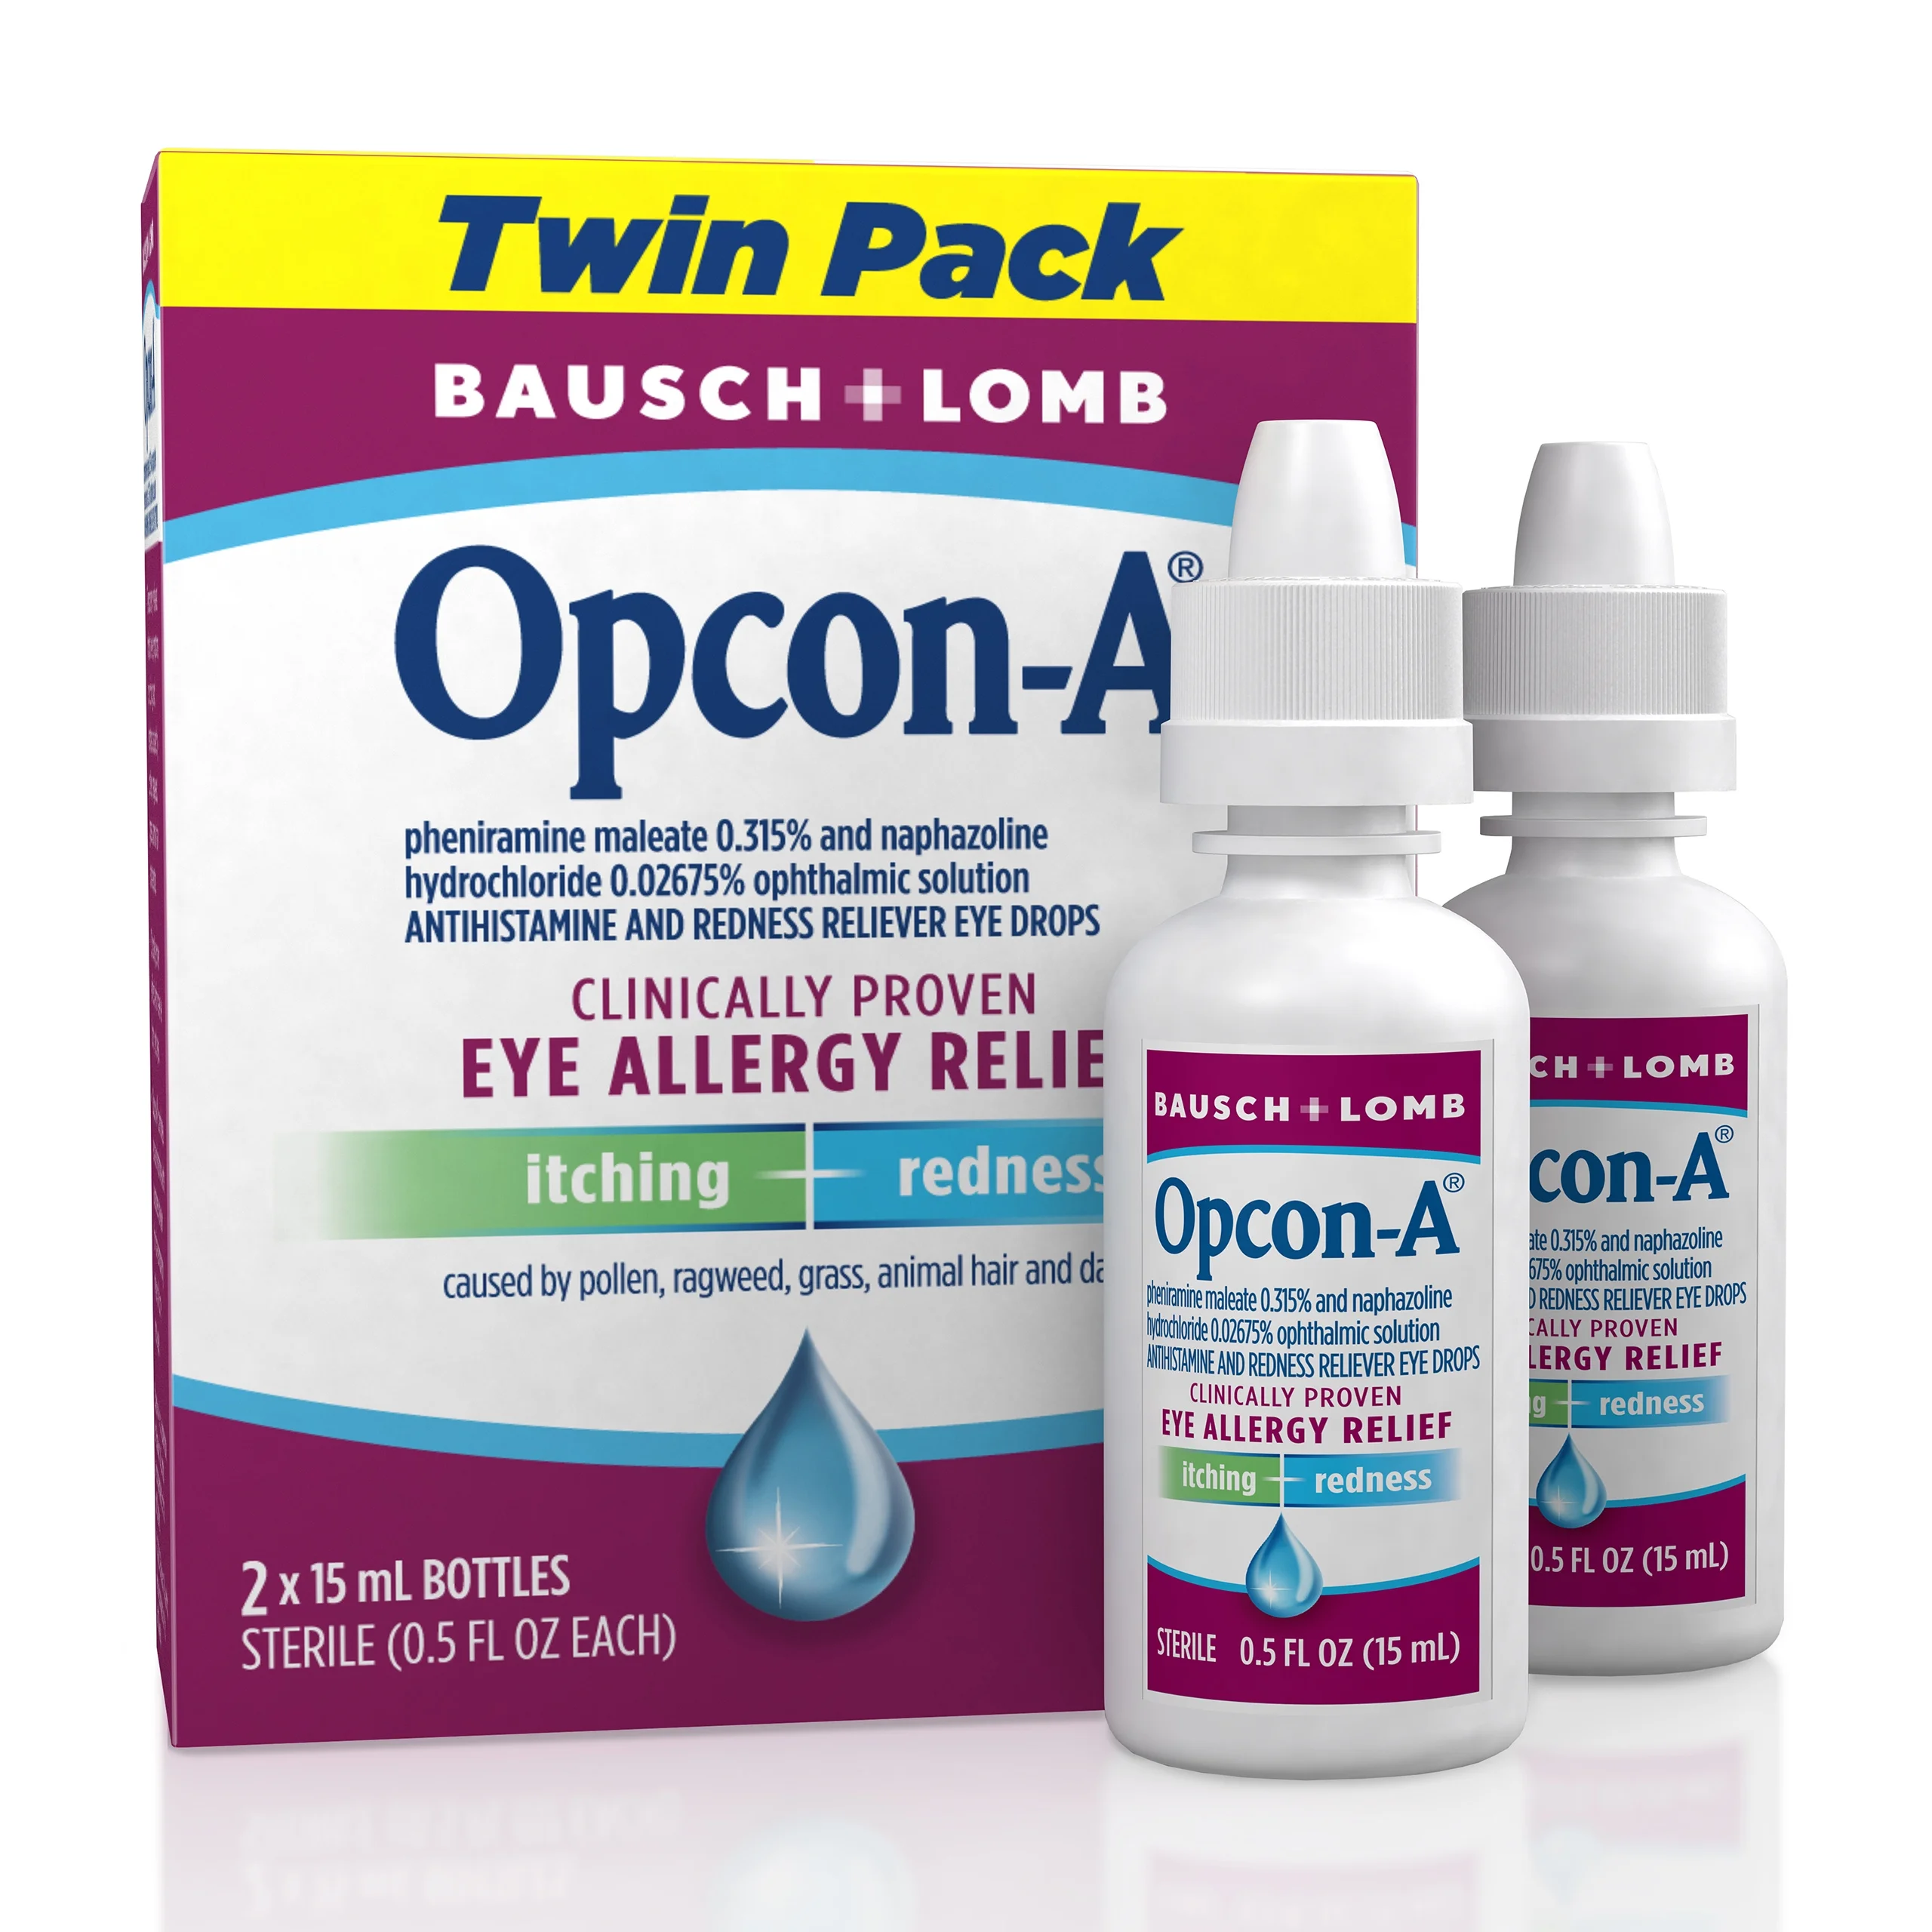 Twin Pack
BAUSCH + LOMB
Opcon-A®
pheniramine maleate 0.315% and naphazoline
hydrochloride 0.02675% ophthalmic solution
ANTIHISTAMINE AND REDNESS RELIEVER EYE DROPS
CLINICALLY PROVEN
EYE ALLERGY RELIE
itching + redness
caused by pollen, ragweed, grass, animal hair and da
2 x 15 mL BOTTLES
STERILE (0.5 FL OZ EACH)
BAUSCH + LOMB
Opcon-A®
pheniramine maleate 0.315% and naphazoline
hydrochloride 0.02675% ophthalmic solution
ANTIHISTAMINE AND REDNESS RELIEVER EYE DROPS
CLINICALLY PROVEN
EYE ALLERGY RELIEF
itching + redness
STERILE 0.5 FL OZ (15 mL)
CH + LOMB
con-A®
ate 0.315% and naphazoline
675% ophthalmic solution
D REDNESS RELIEVER EYE DROPS
CALLY PROVEN
LERGY RELIEF
ng + redness
0.5 FL OZ (15 mL)